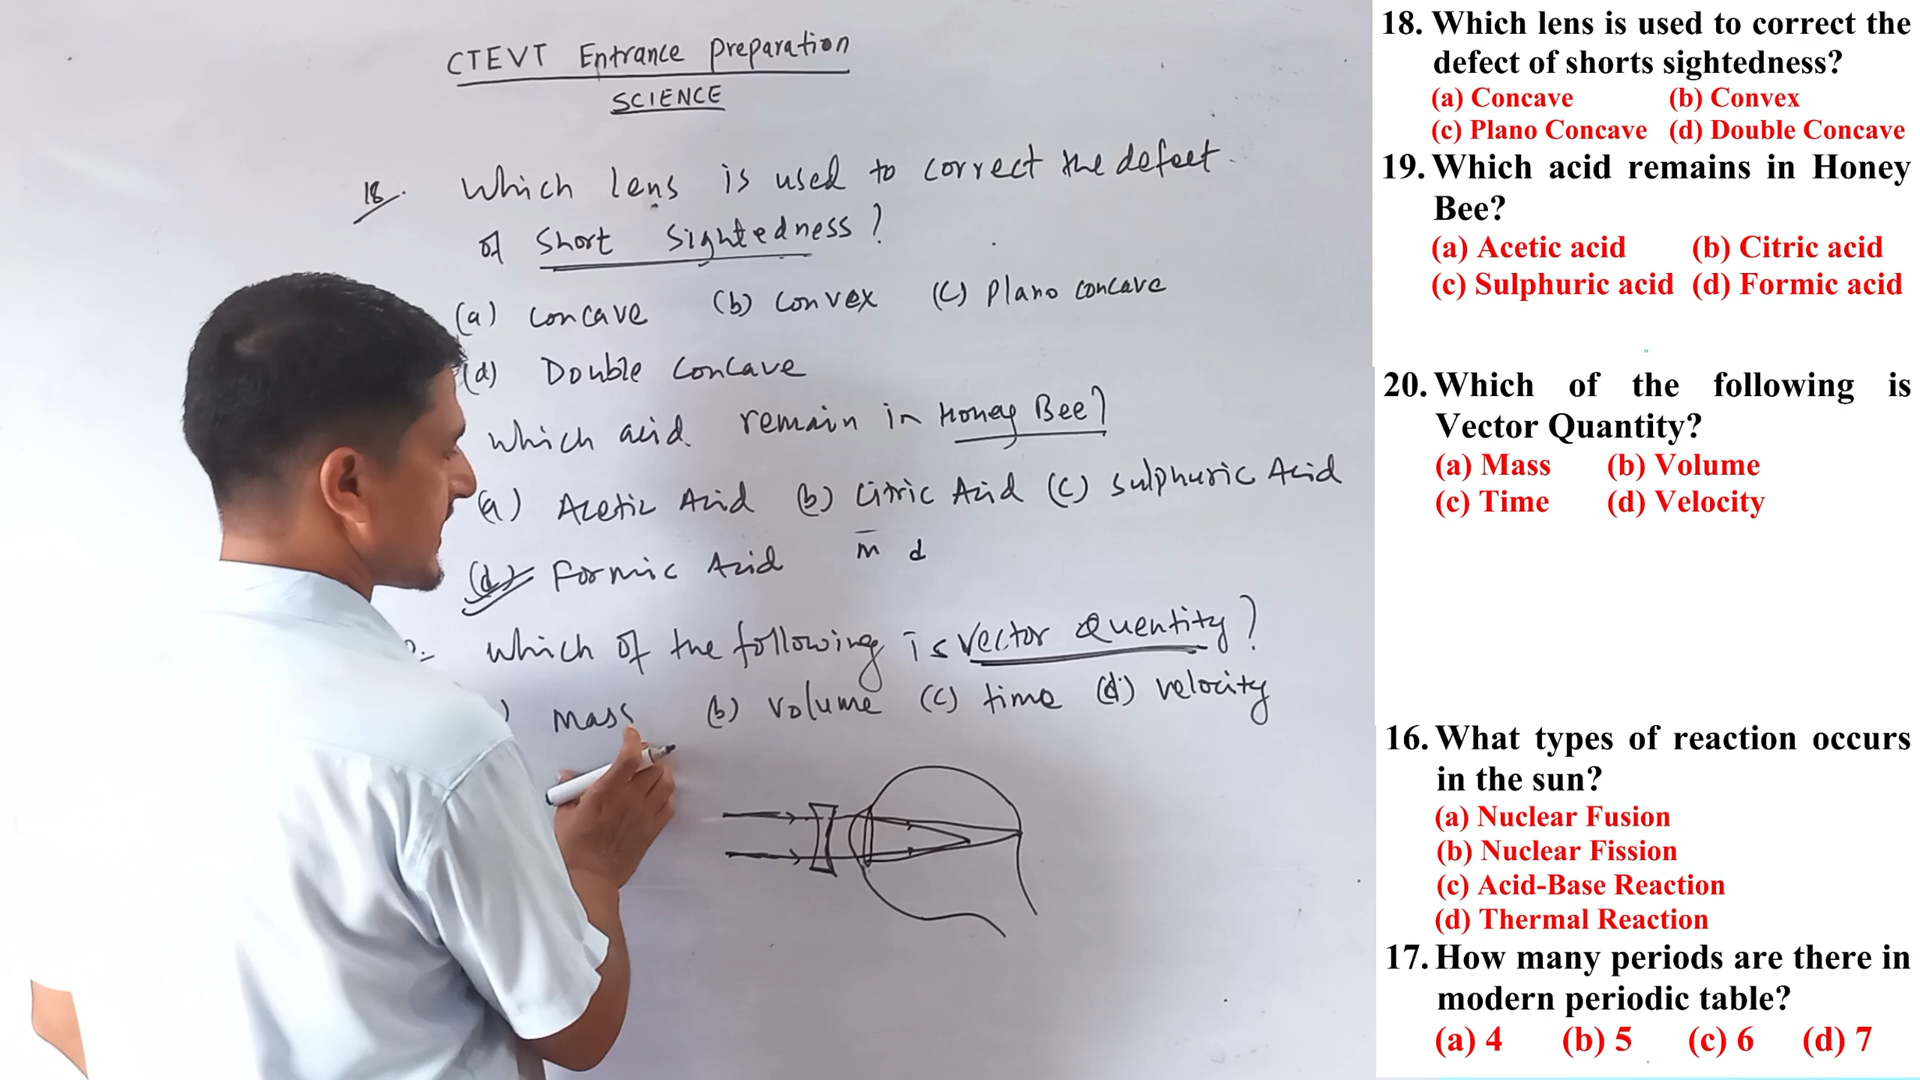 CTEVT Entrance Preparation
SCIENCE
18. Which lens is used to correct the defect
of Short Sightedness?
(a) concave (b) convex (c) Plano concave
(d) Double Concave
which acid remain in Honey Bee?
(a) Acetic Acid (b) Citric Acid (c) Sulphuric Acid
(d) Formic Acid m d
which of the following is vector Quentity?
) Mass (b) volume (c) time (d) velocity
18. Which lens is used to correct the
defect of shorts sightedness?
(a) Concave (b) Convex
(c) Plano Concave (d) Double Concave
19. Which acid remains in Honey
Bee?
(a) Acetic acid (b) Citric acid
(c) Sulphuric acid (d) Formic acid
20. Which of the following is
Vector Quantity?
(a) Mass (b) Volume
(c) Time (d) Velocity
16. What types of reaction occurs
in the sun?
(a) Nuclear Fusion
(b) Nuclear Fission
(c) Acid-Base Reaction
(d) Thermal Reaction
17. How many periods are there in
modern periodic table?
(a) 4 (b) 5 (c) 6 (d) 7